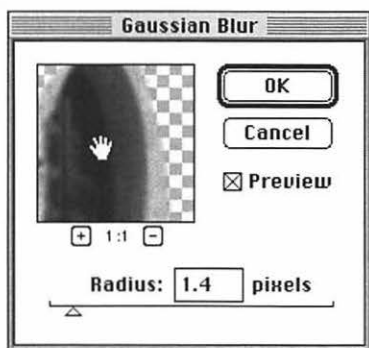 Gaussian Blur
OK
Cancel
Preview
+ 1:1 −
Radius: 1.4 pixels